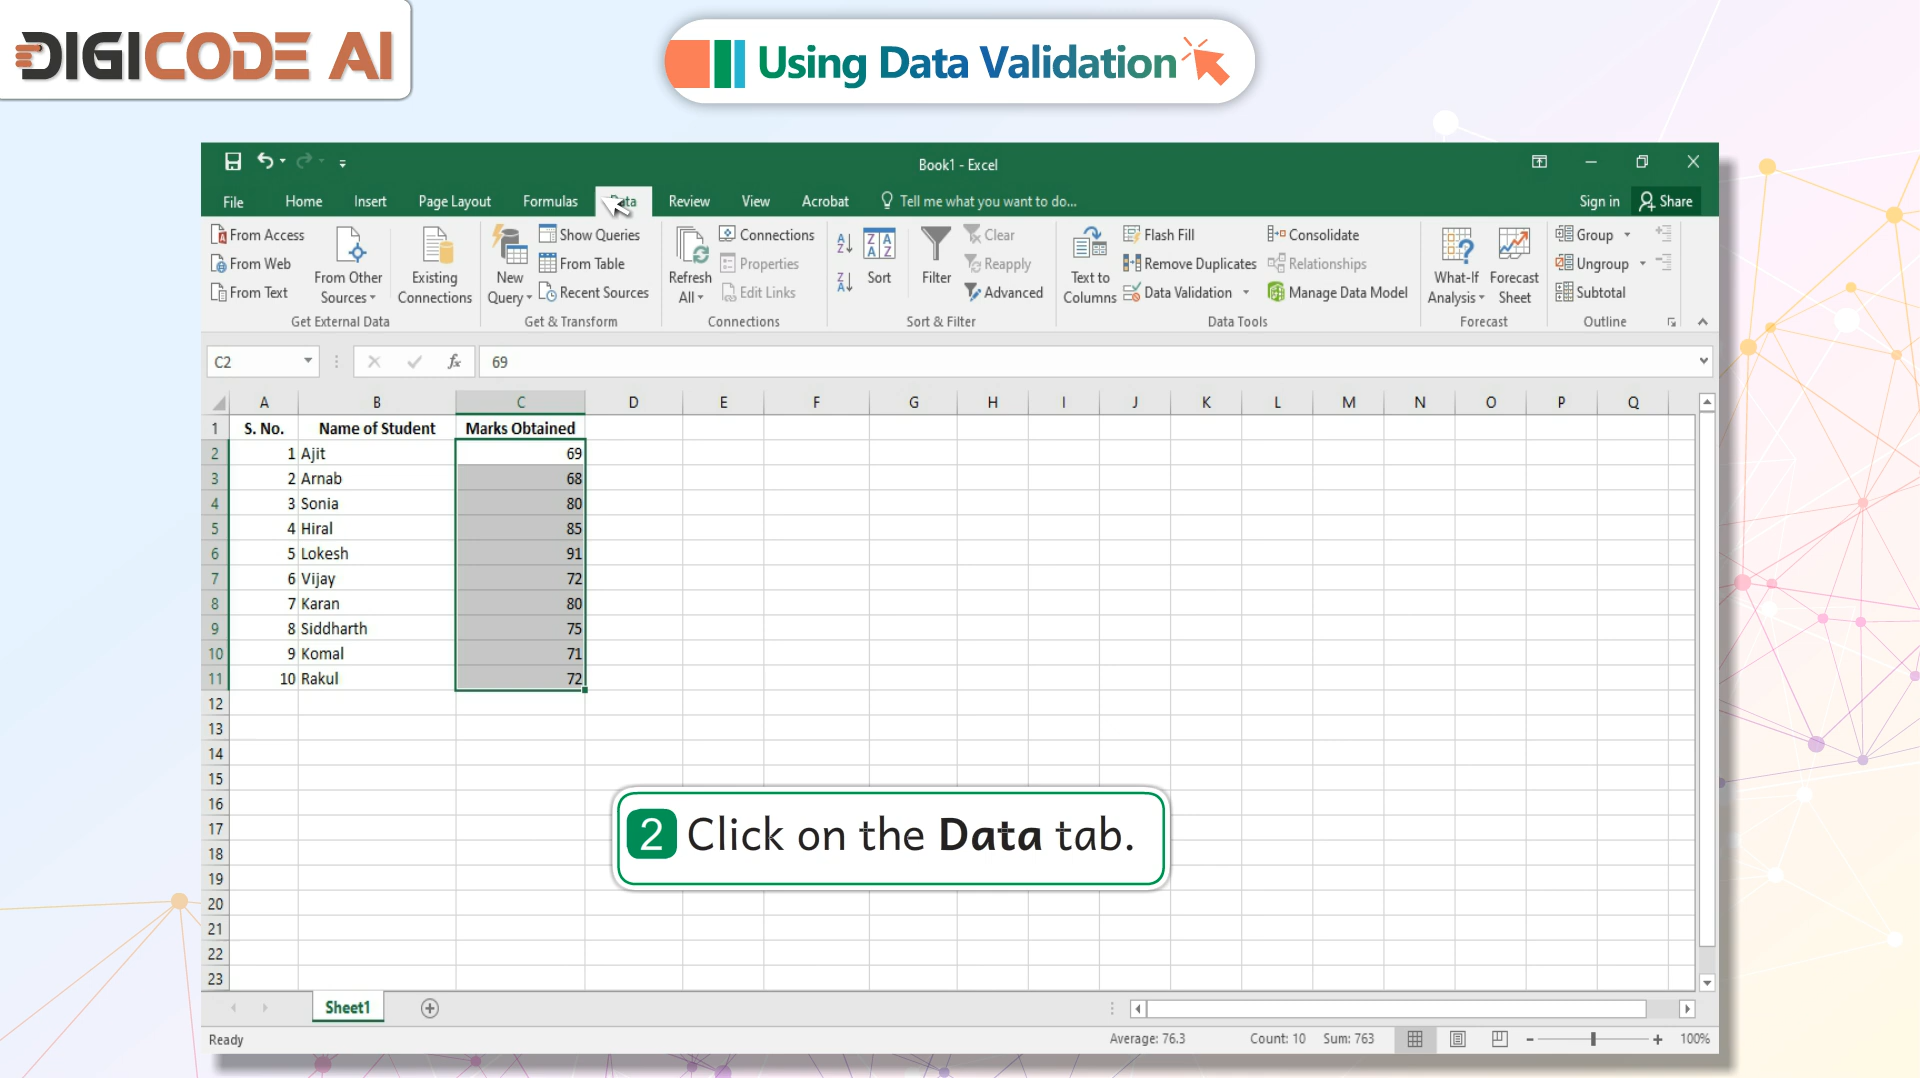 DIGICODE AI
Using Data Validation
Book1 - Excel
File Home Insert Page Layout Formulas Data Review View Acrobat Tell me what you want to do... Sign in Share
From Access
From Web
From Text
From Other
Sources
Existing
Connections
Get External Data
New
Query
Show Queries
From Table
Recent Sources
Get & Transform
Refresh
All
Connections
Properties
Edit Links
Connections
Sort
Filter
Clear
Reapply
Advanced
Sort & Filter
Text to
Columns
Flash Fill
Remove Duplicates
Data Validation
Consolidate
Relationships
Manage Data Model
Data Tools
What-If
Analysis
Forecast
Sheet
Forecast
Group
Ungroup
Subtotal
Outline
C2 fx 69
A B C D E F G H I J K L M N O P Q
1 S. No. Name of Student Marks Obtained
2 1 Ajit 69
3 2 Arnab 68
4 3 Sonia 80
5 4 Hiral 85
6 5 Lokesh 91
7 6 Vijay 72
8 7 Karan 80
9 8 Siddharth 75
10 9 Komal 71
11 10 Rakul 72
12
13
14
15
16
17
18
19
20
21
22
23
2 Click on the Data tab.
Sheet1
Ready Average: 76.3 Count: 10 Sum: 763 100%